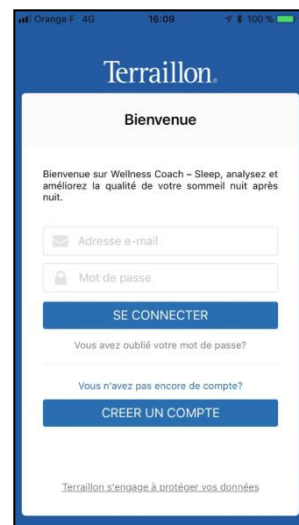 Orange F 4G 16:09 100 %
Terraillon®
Bienvenue
Bienvenue sur Wellness Coach – Sleep, analysez et
améliorez la qualité de votre sommeil nuit après
nuit.
Adresse e-mail
Mot de passe
SE CONNECTER
Vous avez oublié votre mot de passe?
Vous n'avez pas encore de compte?
CREER UN COMPTE
Terraillon s'engage à protéger vos données